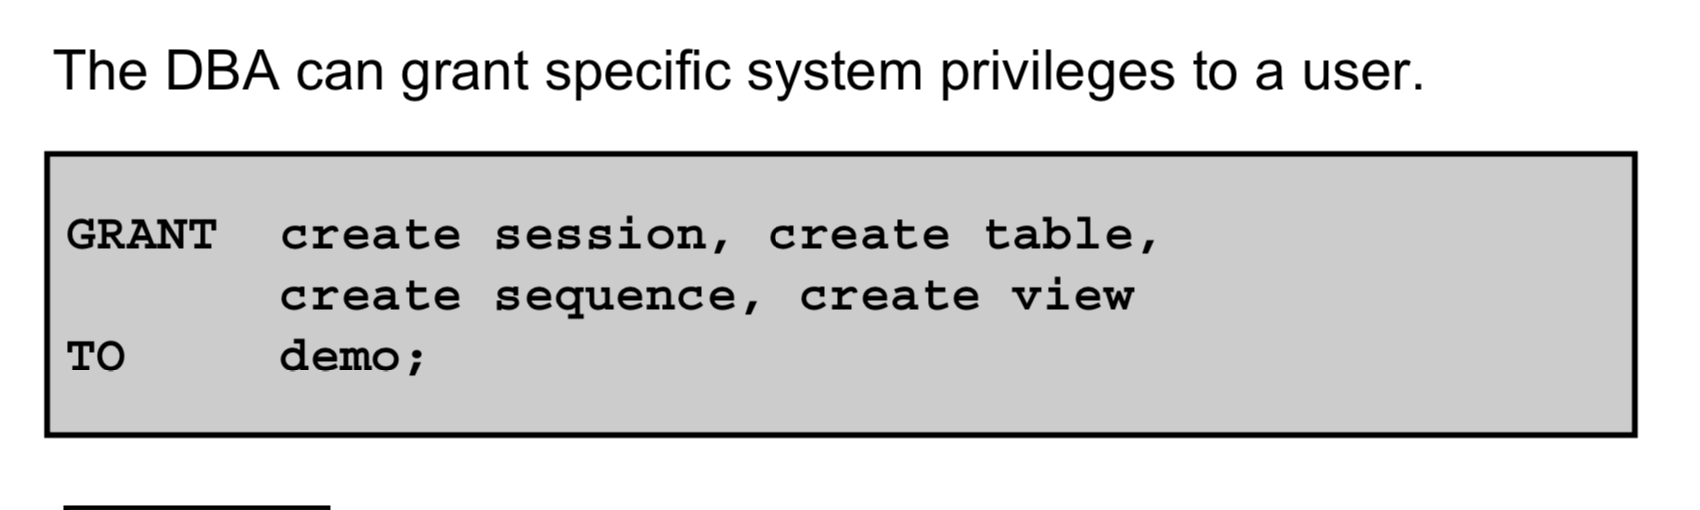 The DBA can grant specific system privileges to a user.
GRANT create session, create table,
create sequence, create view
TO demo;